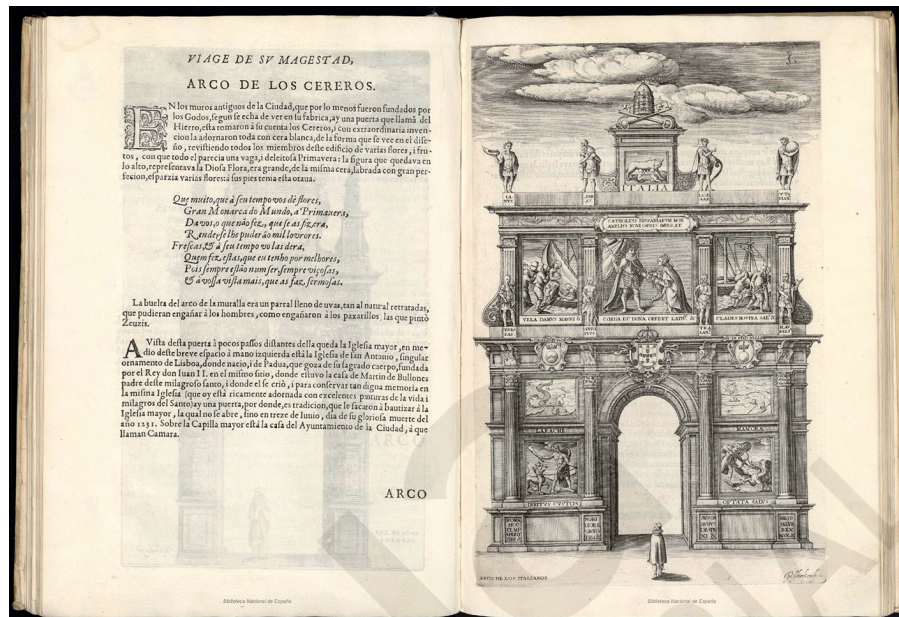 VIAGE DE SV MAGESTAD,
ARCO DE LOS CEREROS.
EN los muros antiguos de la Ciudad, que por lo menos fueron fundados por
los Godos, segun se echa de ver en su fabrica, ay una puerta que llamã del
Hierro, esta tomaron à su cuenta los Cereros, i con extraordinaria inven-
cion la adornaron toda con cera blanca, de la forma que se vee en el dise-
ño, revistiendo todos los miembros deste edificio de varias flores, i fru-
tos, con que todo el parecia una vaga, i deleitosa Primavera: la figura que quedava en
lo alto, representava la Diosa Flora, era grande, de la misma cera, labrada con gran per-
fecion, esparzia varias flores: i a sus pies tenia esta otaua.
Que muito, que à seu tempo vos dè flores,
Gran Monarca do Mundo, a Primauera,
Da vos, o que não fez, que se as fizera,
Renderse lhe puderão mil louvores.
Frescas, & à seu tempo vo las dera,
Quem fez estas, que eu tenho por melhores,
Pois sempre estão num ser, sempre viçosas,
& à vossa vista mais, que as faz, fermosas.
La buelta del arco de la muralla era un parral lleno de uvas, tan al natural retratadas,
que pudieran engañar à los hombres, como engañaron à los paxarillos, las que pintò
Zeuzis.
A Vista desta puerta à pocos passos distantes della queda la Iglesia mayor, en me-
dio deste breve espacio à mano izquierda està la Iglesia de san Antonio, singular
ornamento de Lisboa, donde nacio, i de Padua, que goza de su sagrado cuerpo, fundada
por el Rey don Iuan II. en el mismo sitio, donde estuvo la casa de Martin de Bullones
padre deste milagroso santo, i donde el se criò, i para conservar tan digna memoria en
la misma Iglesia (que oy està ricamente adornada con excelentes pinturas de la vida i
milagros del Santo) ay una puerta, por donde, es tradicion, que le sacaron à bautizar à la
Iglesia mayor, la qual no se abre, sino en treze de Iunio, dia de su gloriosa muerte del
año 1231. Sobre la Capilla mayor està la casa del Ayuntamiento de la Ciudad, à que
llaman Camara.
ARCO
Biblioteca Nacional de España
ITALIA
CATHOLICO HISPANIARVM
VELA DAMVS
LARACHE
MAMORA
OPTATA SALVS
ARCO DE LOS ITALIANOS
Biblioteca Nacional de España